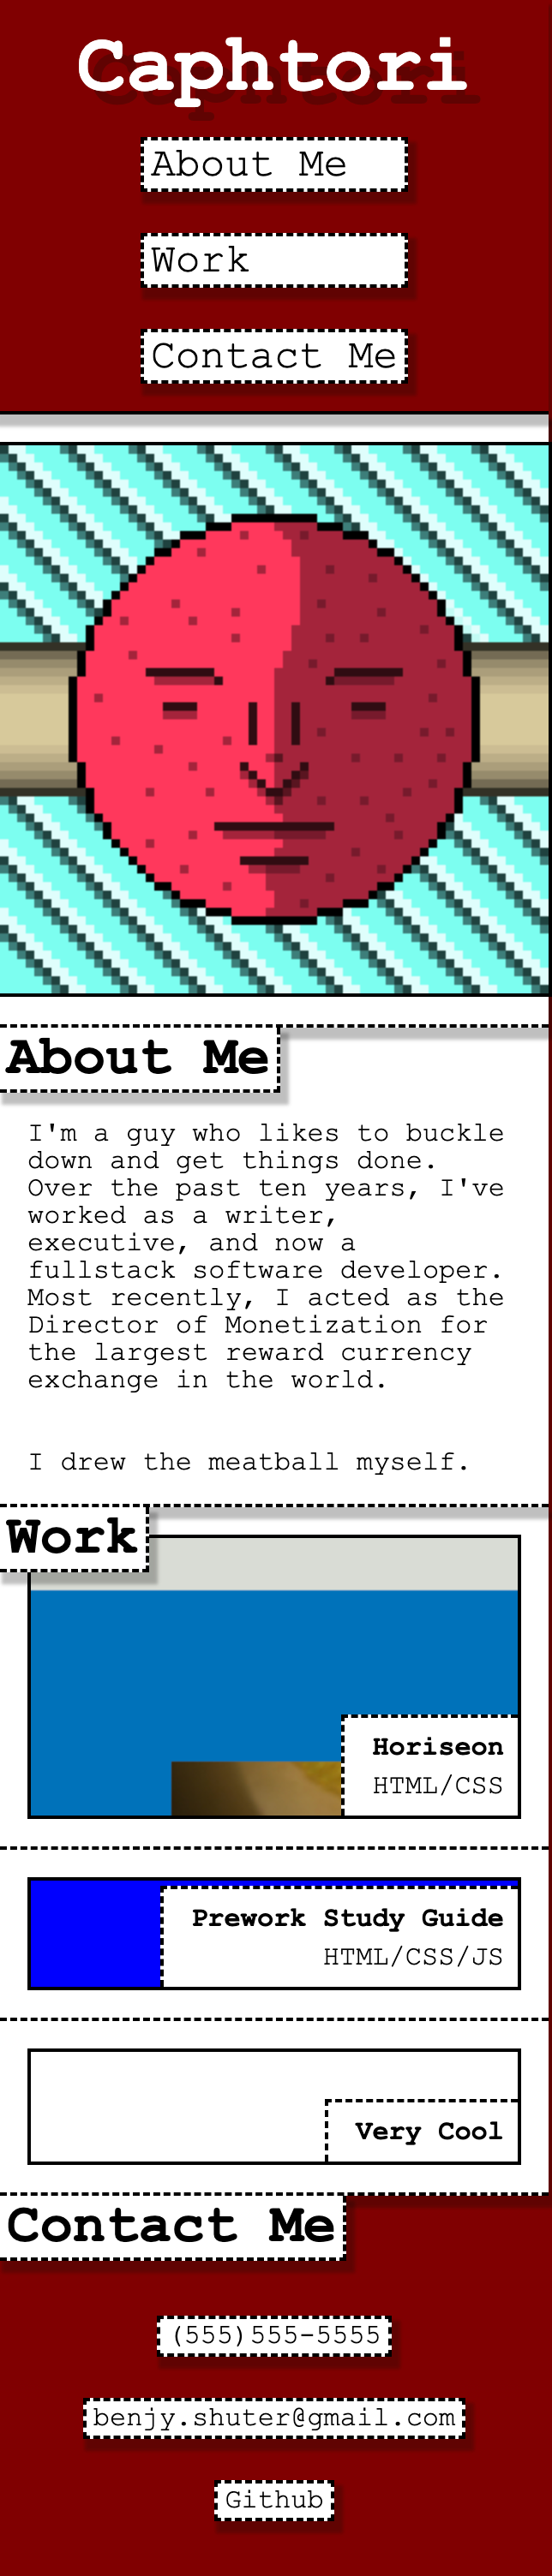 Caphtori
About Me
Work
Contact Me
About Me
I'm a guy who likes to buckle
down and get things done.
Over the past ten years, I've
worked as a writer,
executive, and now a
fullstack software developer.
Most recently, I acted as the
Director of Monetization for
the largest reward currency
exchange in the world.
I drew the meatball myself.
Work
Horiseon
HTML/CSS
Prework Study Guide
HTML/CSS/JS
Very Cool
Contact Me
(555)555-5555
benjy.shuter@gmail.com
Github